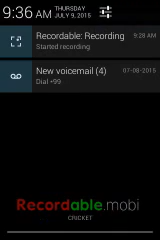 9:36 AM THURSDAY
JULY 9, 2015
Recordable: Recording 9:28 AM
Started recording
New voicemail (4) 07-08-2015
Dial +99
Recordable.mobi
CRICKET